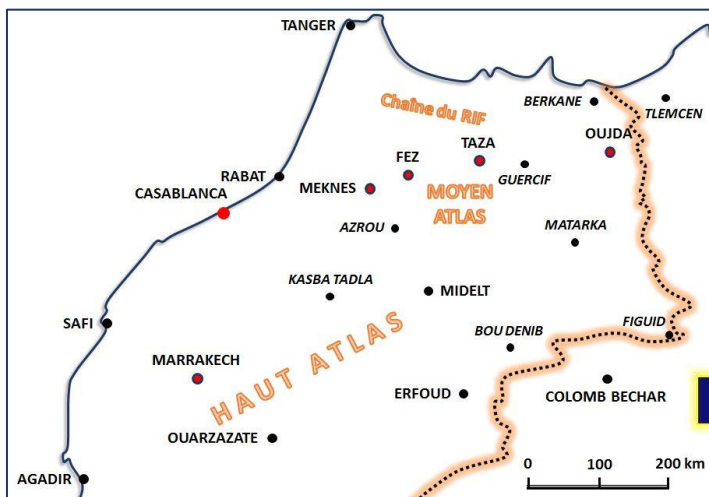 TANGER
Chaîne du RIF
BERKANE
TLEMCEN
OUJDA
TAZA
FEZ
GUERCIF
RABAT
MEKNES
MOYEN
ATLAS
CASABLANCA
AZROU
MATARKA
KASBA TADLA
MIDELT
SAFI
FIGUID
BOU DENIB
MARRAKECH
HAUT ATLAS
ERFOUD
COLOMB BECHAR
OUARZAZATE
AGADIR
0 100 200 km